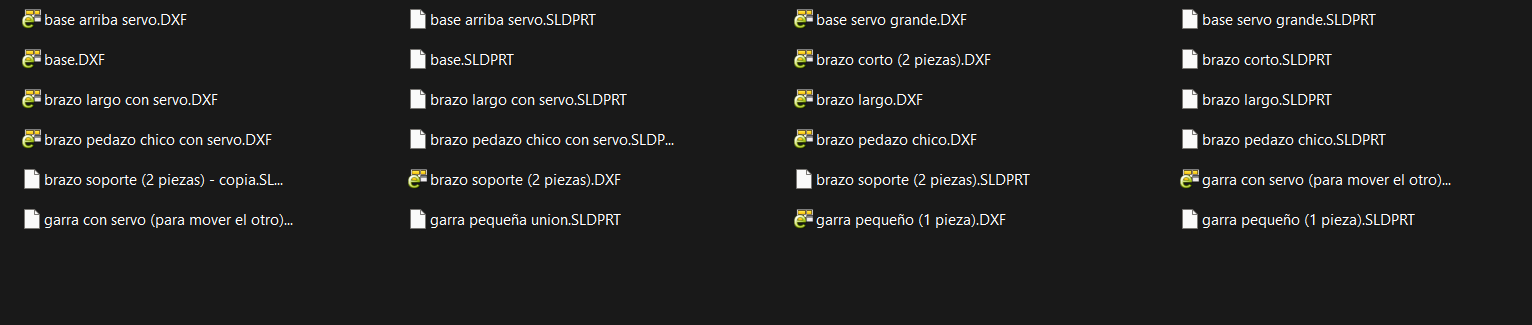 base arriba servo.DXF base arriba servo.SLDPRT base servo grande.DXF base servo grande.SLDPRT
base.DXF base.SLDPRT brazo corto (2 piezas).DXF brazo corto.SLDPRT
brazo largo con servo.DXF brazo largo con servo.SLDPRT brazo largo.DXF brazo largo.SLDPRT
brazo pedazo chico con servo.DXF brazo pedazo chico con servo.SLDP... brazo pedazo chico.DXF brazo pedazo chico.SLDPRT
brazo soporte (2 piezas) - copia.SL... brazo soporte (2 piezas).DXF brazo soporte (2 piezas).SLDPRT garra con servo (para mover el otro)...
garra con servo (para mover el otro)... garra pequeña union.SLDPRT garra pequeño (1 pieza).DXF garra pequeño (1 pieza).SLDPRT